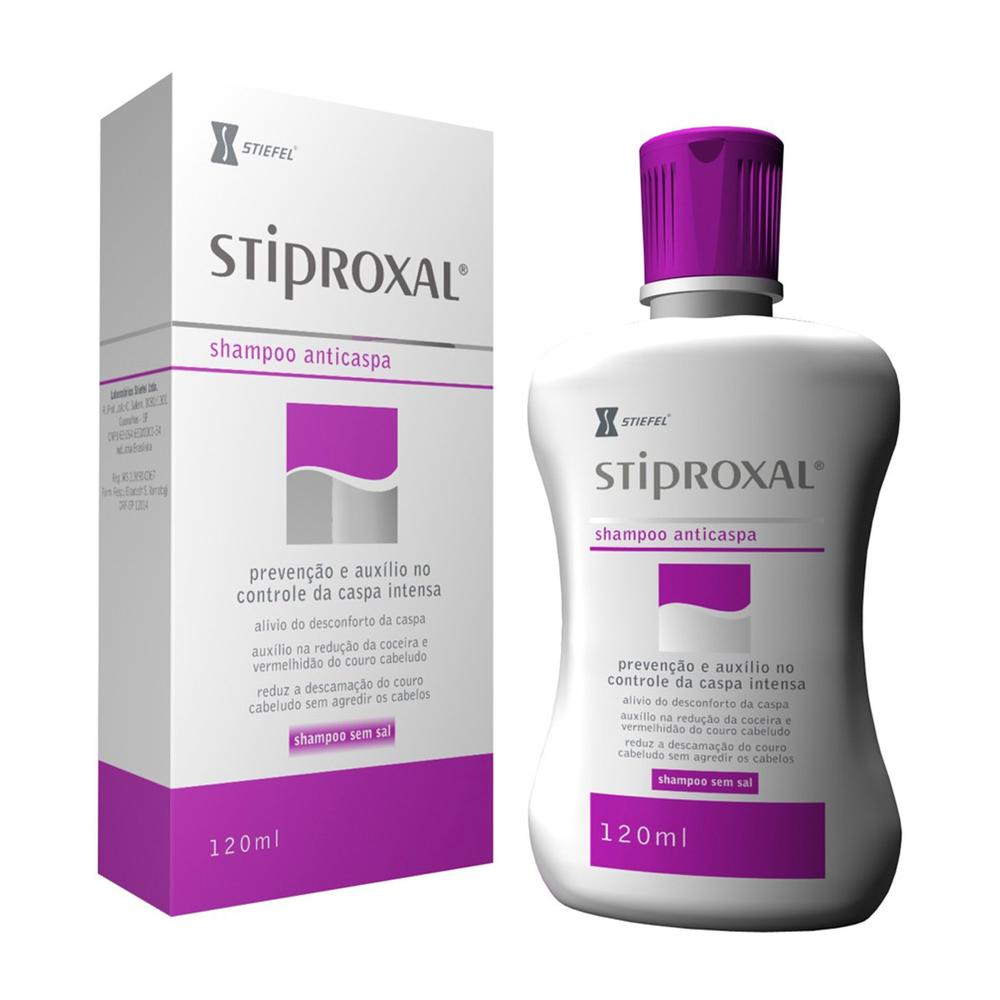 STIEFEL®
STIPROXAL®
shampoo anticaspa
Laboratórios Stiefel Ltda.
prevenção e auxílio no
controle da caspa intensa
alívio do desconforto da caspa
auxílio na redução da coceira e
vermelhidão do couro cabeludo
reduz a descamação do couro
cabeludo sem agredir os cabelos
shampoo sem sal
120ml
STIEFEL®
STIPROXAL®
shampoo anticaspa
prevenção e auxílio no
controle da caspa intensa
alívio do desconforto da caspa
auxílio na redução da coceira e
vermelhidão do couro cabeludo
reduz a descamação do couro
cabeludo sem agredir os cabelos
shampoo sem sal
120ml